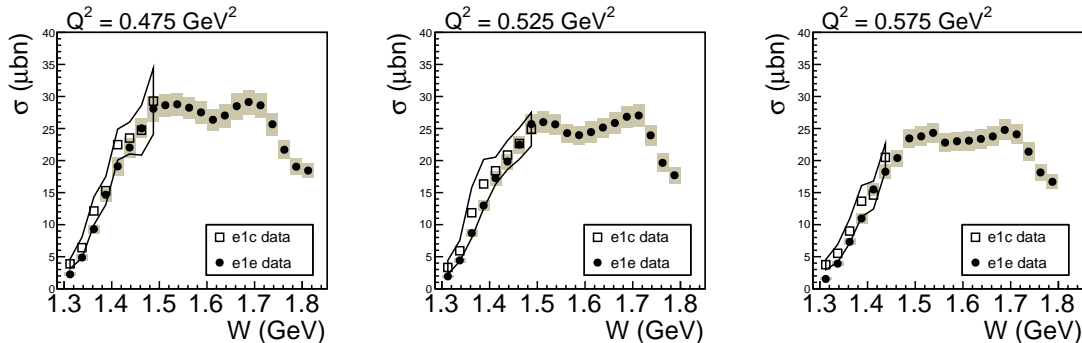 Q² = 0.475 GeV²
σ (μbn)
40
35
30
25
20
15
10
5
0
e1c data
e1e data
1.3 1.4 1.5 1.6 1.7 1.8
W (GeV)
Q² = 0.525 GeV²
σ (μbn)
40
35
30
25
20
15
10
5
0
e1c data
e1e data
1.3 1.4 1.5 1.6 1.7 1.8
W (GeV)
Q² = 0.575 GeV²
σ (μbn)
40
35
30
25
20
15
10
5
0
e1c data
e1e data
1.3 1.4 1.5 1.6 1.7 1.8
W (GeV)